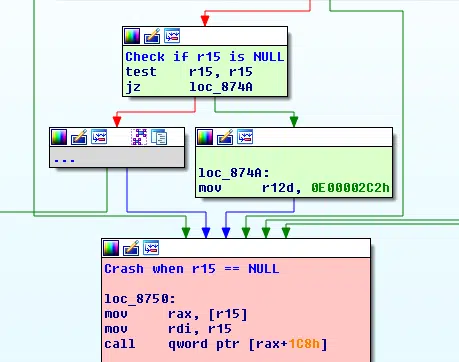 Check if r15 is NULL
test r15, r15
jz loc_874A
...
loc_874A:
mov r12d, 0E00002C2h
Crash when r15 == NULL
loc_8750:
mov rax, [r15]
mov rdi, r15
call qword ptr [rax+1C8h]